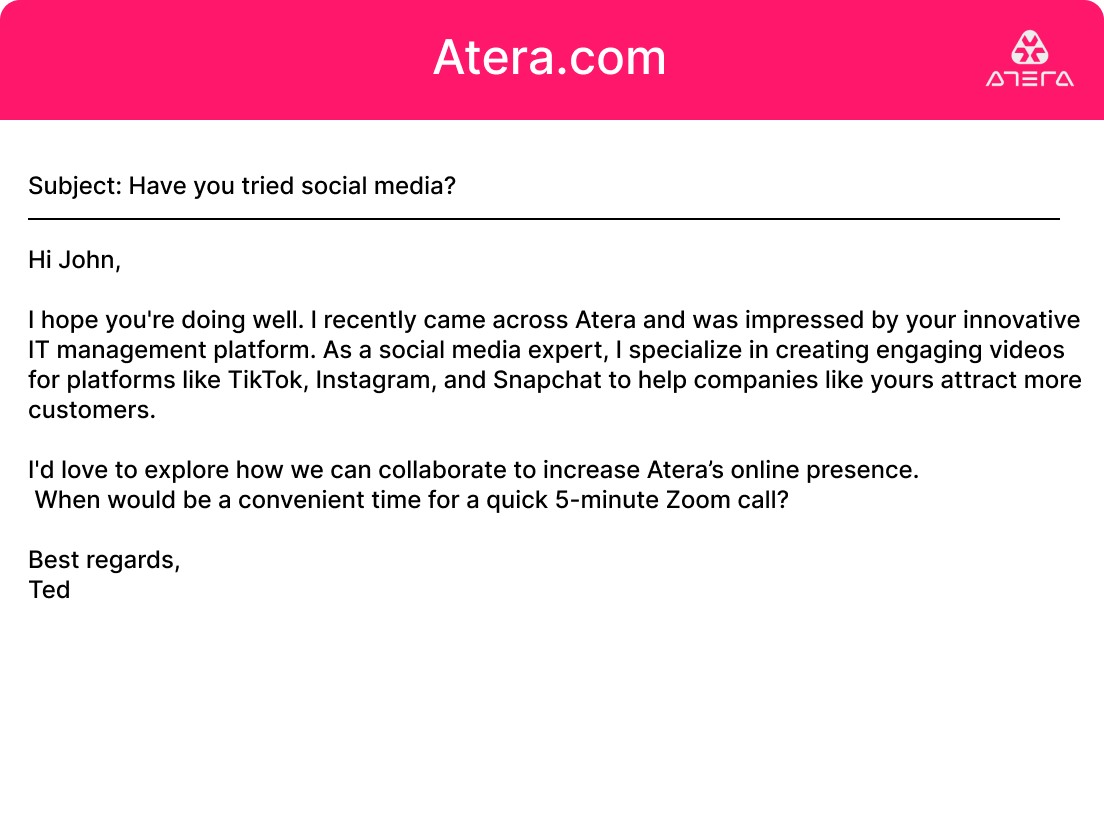 Atera.com
ATERA
Subject: Have you tried social media?
Hi John,
I hope you're doing well. I recently came across Atera and was impressed by your innovative
IT management platform. As a social media expert, I specialize in creating engaging videos
for platforms like TikTok, Instagram, and Snapchat to help companies like yours attract more
customers.
I'd love to explore how we can collaborate to increase Atera’s online presence.
When would be a convenient time for a quick 5-minute Zoom call?
Best regards,
Ted